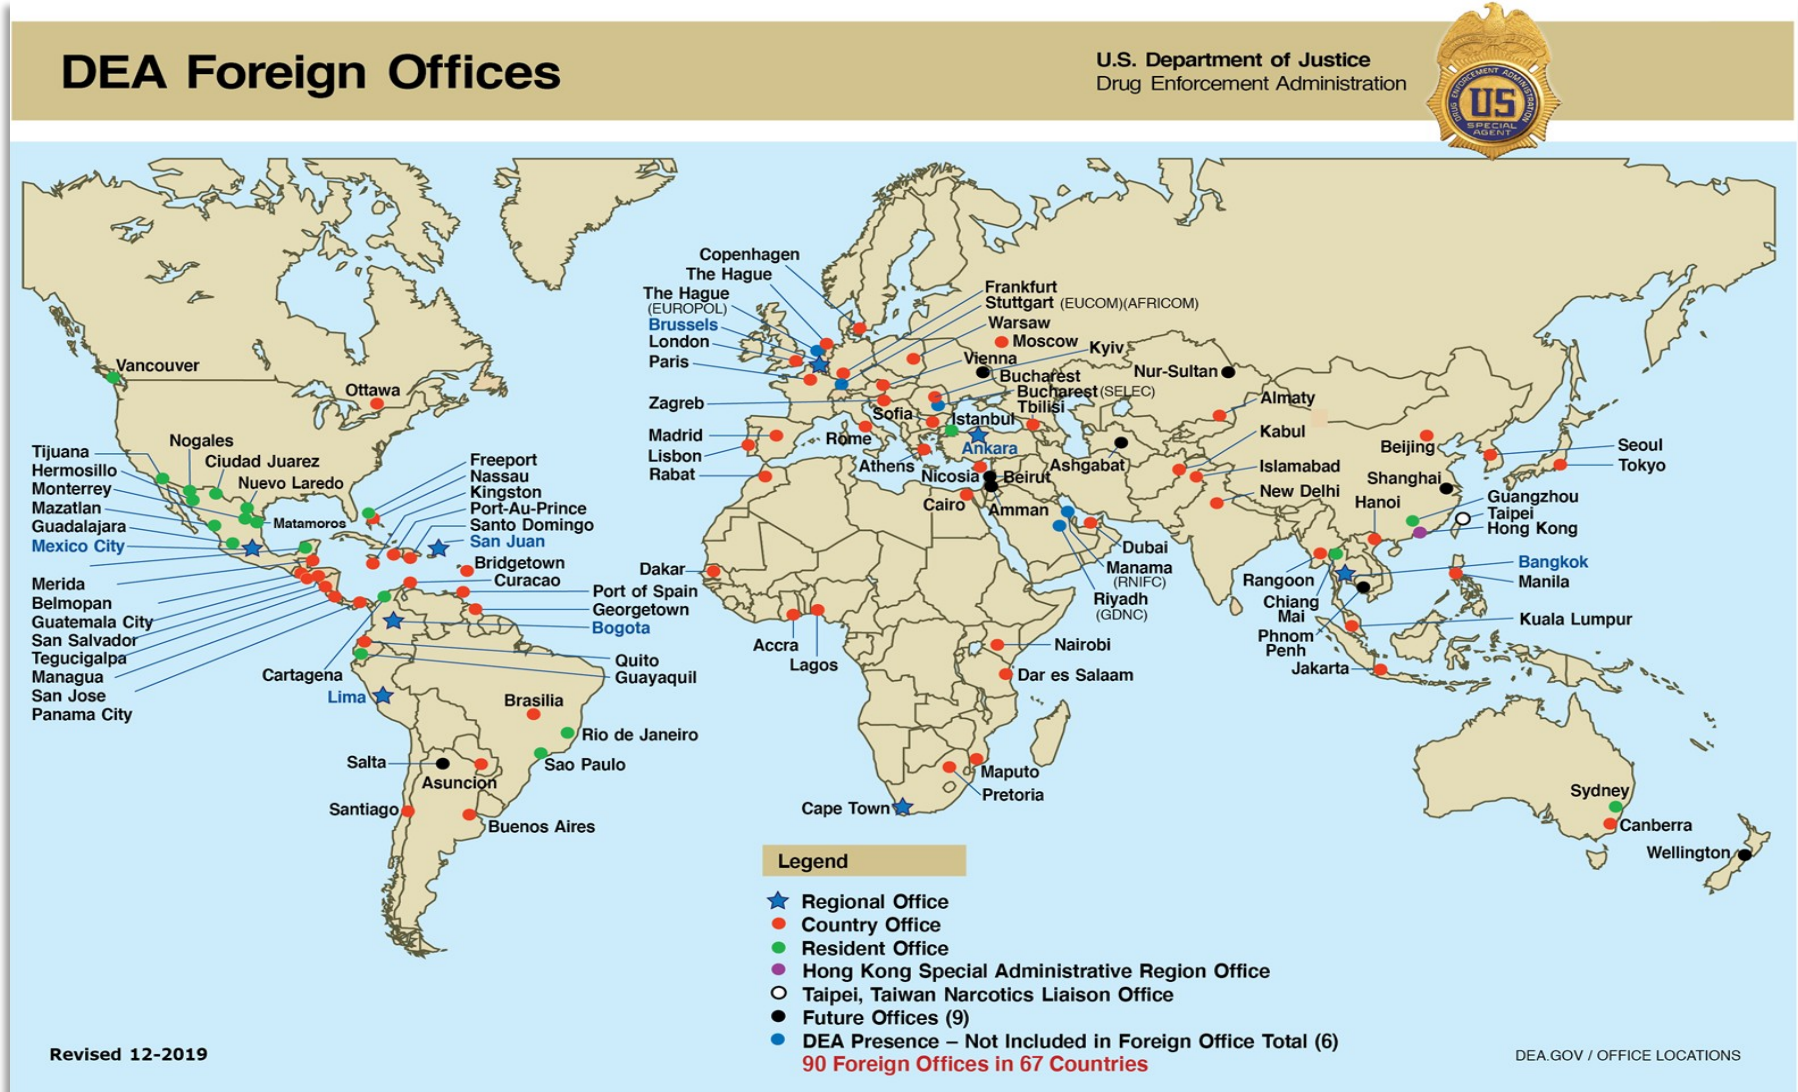 DEA Foreign Offices
U.S. Department of Justice
Drug Enforcement Administration
DRUG ENFORCEMENT ADMINISTRATION
US
SPECIAL
AGENT
Vancouver
Ottawa
Nogales
Ciudad Juarez
Nuevo Laredo
Matamoros
Tijuana
Hermosillo
Monterrey
Mazatlan
Guadalajara
Mexico City
Merida
Belmopan
Guatemala City
San Salvador
Tegucigalpa
Managua
San Jose
Panama City
Freeport
Nassau
Kingston
Port-Au-Prince
Santo Domingo
San Juan
Bridgetown
Curacao
Port of Spain
Georgetown
Bogota
Quito
Guayaquil
Cartagena
Lima
Brasilia
Rio de Janeiro
Sao Paulo
Salta
Asuncion
Santiago
Buenos Aires
Copenhagen
The Hague
The Hague
(EUROPOL)
Brussels
London
Paris
Zagreb
Madrid
Lisbon
Rabat
Frankfurt
Stuttgart (EUCOM)(AFRICOM)
Warsaw
Moscow
Kyiv
Vienna
Bucharest
Bucharest(SELEC)
Tbilisi
Sofia
Istanbul
Rome
Ankara
Athens
Nicosia
Beirut
Cairo
Amman
Ashgabat
Nur-Sultan
Almaty
Kabul
Islamabad
New Delhi
Dubai
Manama
(RNIFC)
Riyadh
(GDNC)
Dakar
Accra
Lagos
Nairobi
Dar es Salaam
Maputo
Pretoria
Cape Town
Beijing
Seoul
Tokyo
Shanghai
Hanoi
Guangzhou
Taipei
Hong Kong
Bangkok
Manila
Rangoon
Chiang
Mai
Phnom
Penh
Kuala Lumpur
Jakarta
Sydney
Canberra
Wellington
Legend
Regional Office
Country Office
Resident Office
Hong Kong Special Administrative Region Office
Taipei, Taiwan Narcotics Liaison Office
Future Offices (9)
DEA Presence – Not Included in Foreign Office Total (6)
90 Foreign Offices in 67 Countries
Revised 12-2019
DEA.GOV / OFFICE LOCATIONS